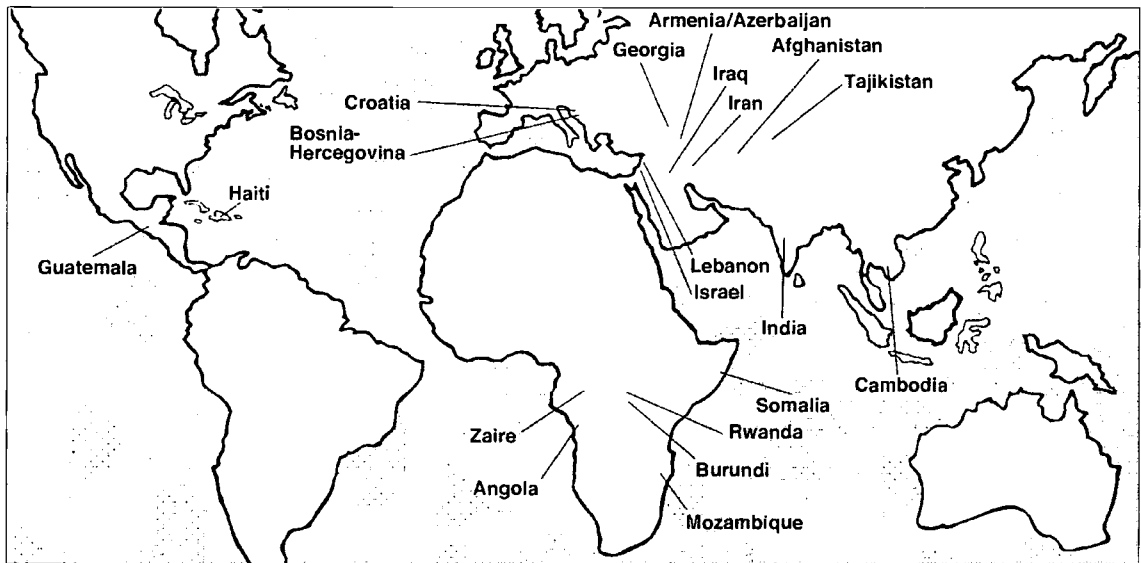 Armenia/Azerbaijan
Georgia
Afghanistan
Iraq
Tajikistan
Iran
Croatia
Bosnia-
Hercegovina
Haiti
Guatemala
Lebanon
Israel
India
Cambodia
Somalia
Zaire
Rwanda
Burundi
Angola
Mozambique